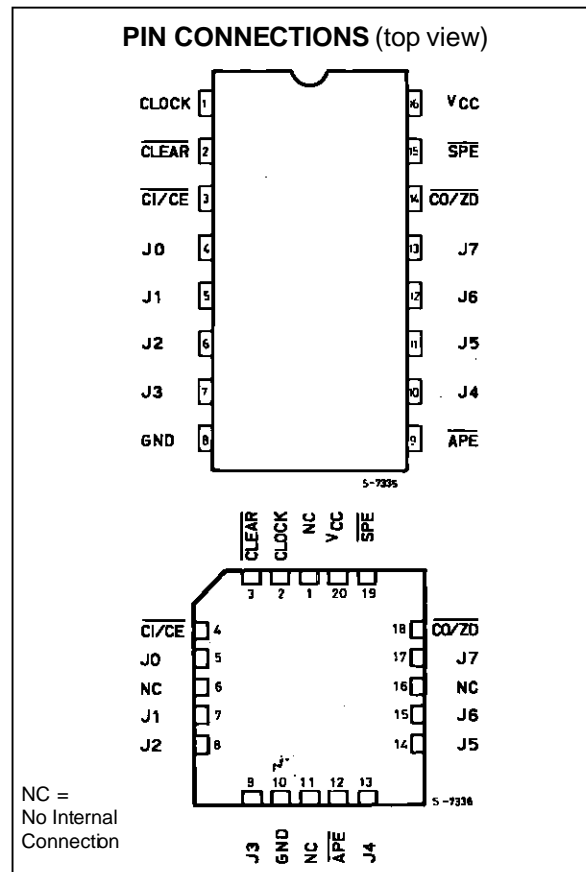 PIN CONNECTIONS (top view)
CLOCK 1 16 VCC
CLEAR 2 15 SPE
CI/CE 3 14 CO/ZD
J0 4 13 J7
J1 5 12 J6
J2 6 11 J5
J3 7 10 J4
GND 8 9 APE
S-7335
CLEAR CLOCK NC VCC SPE
3 2 1 20 19
CI/CE 4 18 CO/ZD
J0 5 17 J7
NC 6 16 NC
J1 7 15 J6
J2 8 14 J5
9 10 11 12 13
S-7336
J3 GND NC APE J4
NC =
No Internal
Connection